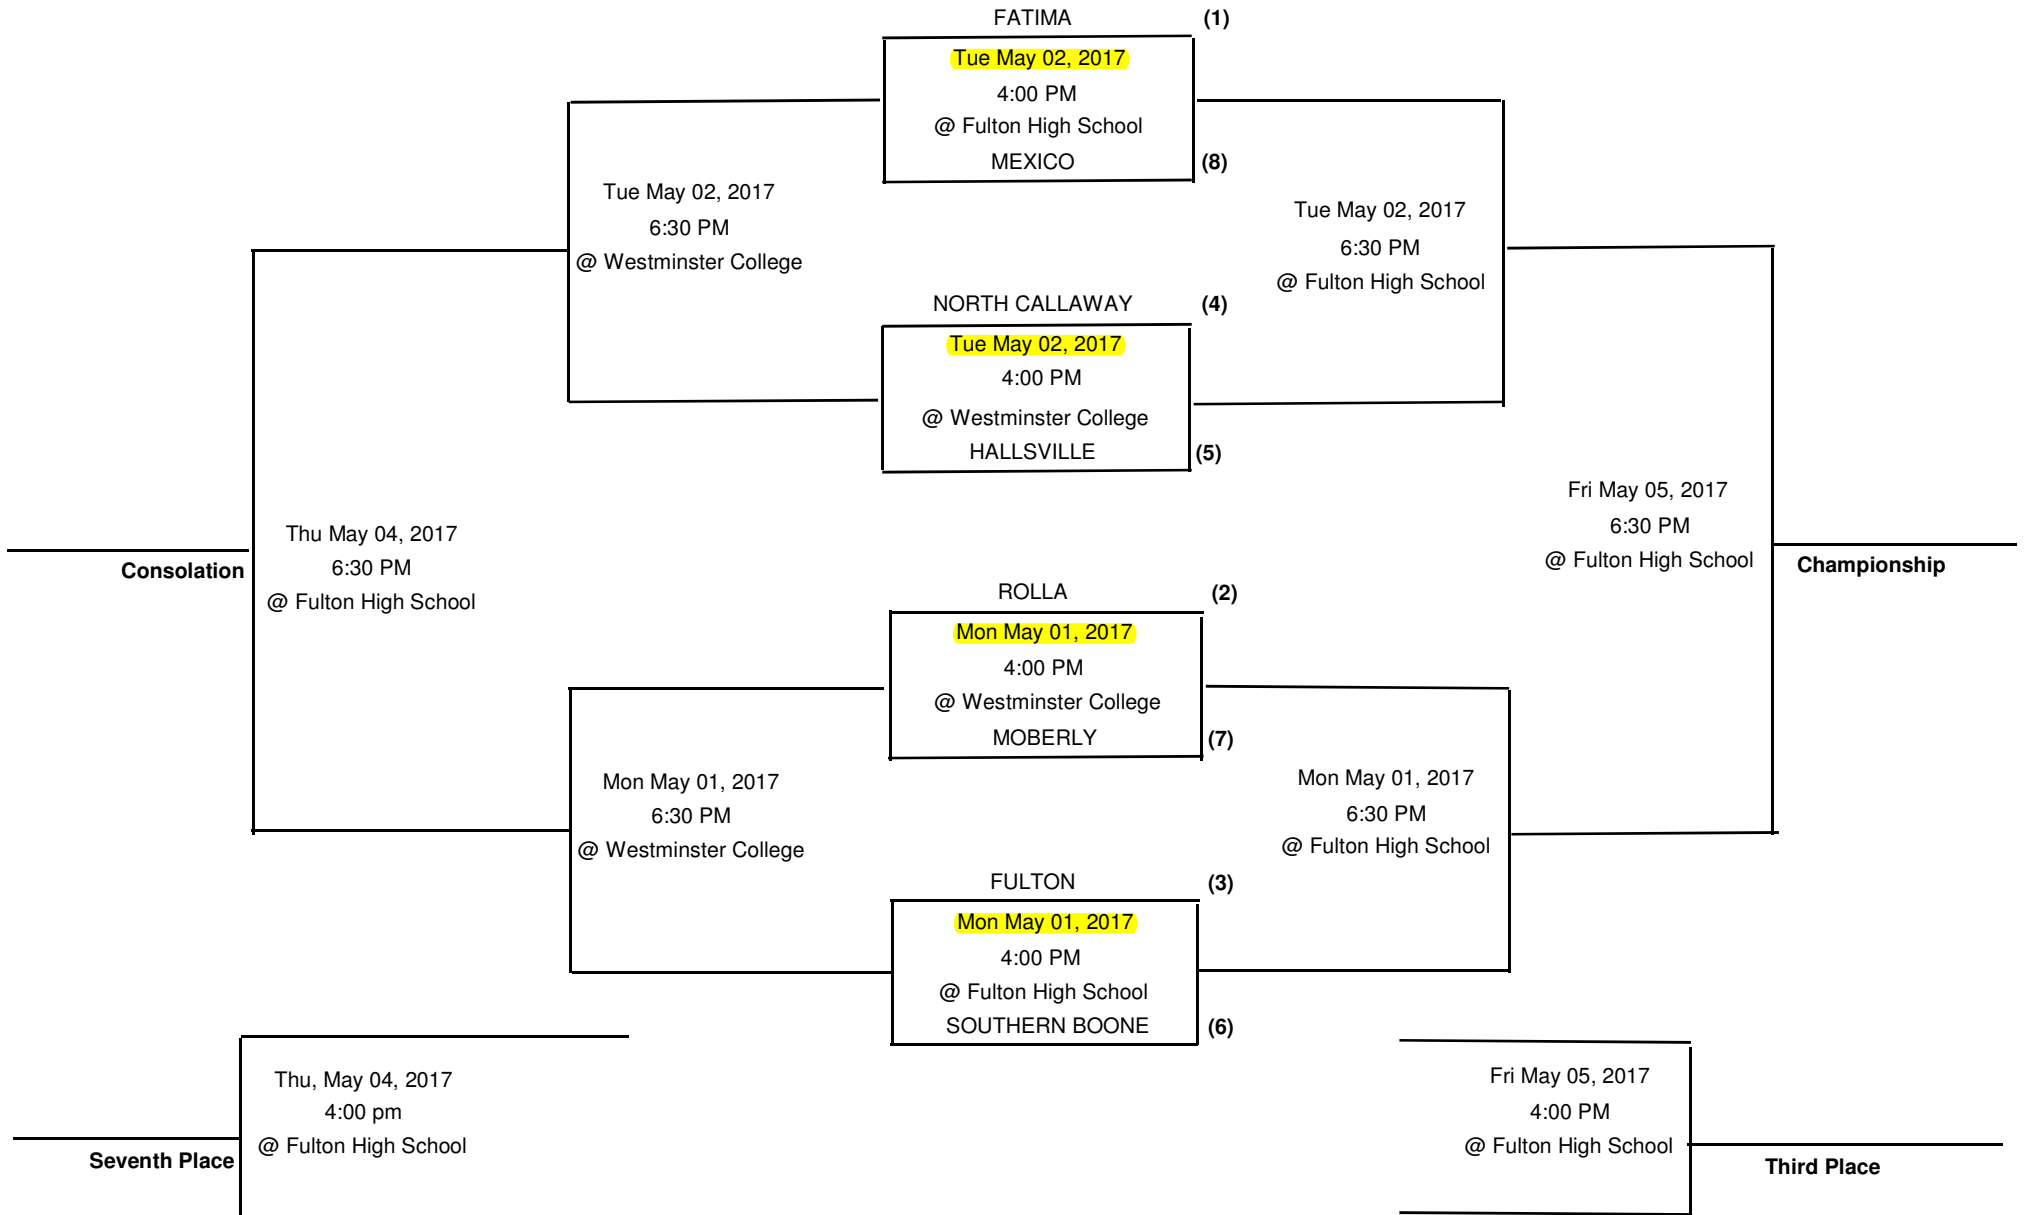 FATIMA (1)
Tue May 02, 2017
4:00 PM
@ Fulton High School
MEXICO (8)
Tue May 02, 2017
6:30 PM
@ Westminster College
Tue May 02, 2017
6:30 PM
@ Fulton High School
NORTH CALLAWAY (4)
Tue May 02, 2017
4:00 PM
@ Westminster College
HALLSVILLE (5)
Thu May 04, 2017
6:30 PM
@ Fulton High School
Consolation
Fri May 05, 2017
6:30 PM
@ Fulton High School
Championship
ROLLA (2)
Mon May 01, 2017
4:00 PM
@ Westminster College
MOBERLY (7)
Mon May 01, 2017
6:30 PM
@ Westminster College
Mon May 01, 2017
6:30 PM
@ Fulton High School
FULTON (3)
Mon May 01, 2017
4:00 PM
@ Fulton High School
SOUTHERN BOONE (6)
Thu, May 04, 2017
4:00 pm
@ Fulton High School
Seventh Place
Fri May 05, 2017
4:00 PM
@ Fulton High School
Third Place